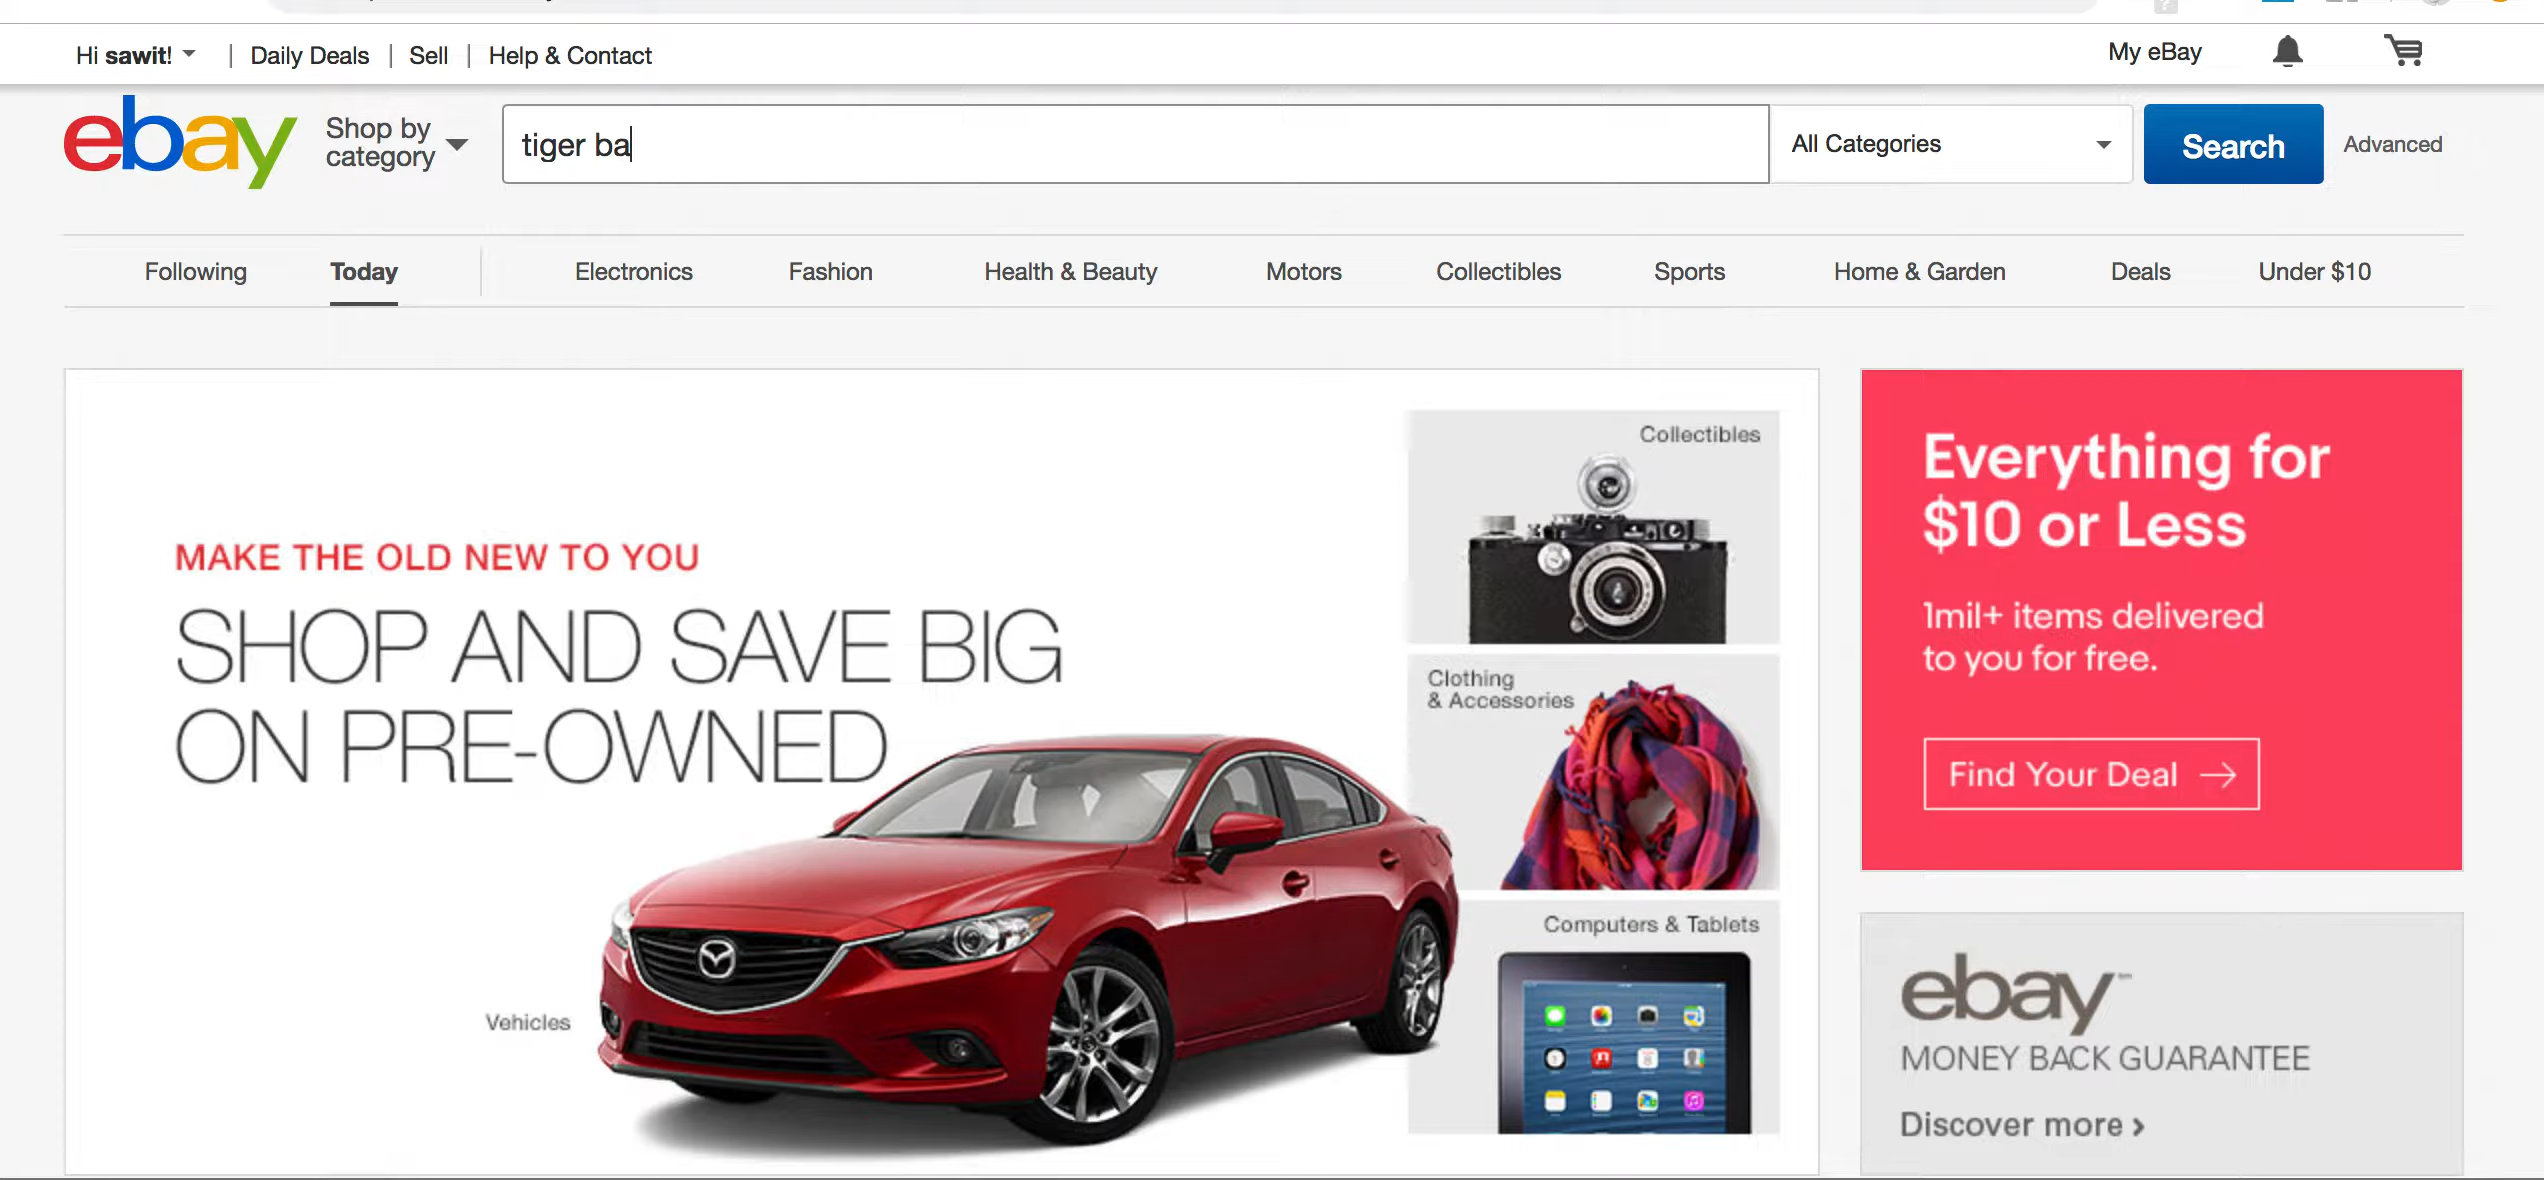 Hi sawit! | Daily Deals | Sell | Help & Contact
My eBay
ebay
Shop by
category
tiger ba
All Categories
Search
Advanced
Following
Today
Electronics
Fashion
Health & Beauty
Motors
Collectibles
Sports
Home & Garden
Deals
Under $10
MAKE THE OLD NEW TO YOU
SHOP AND SAVE BIG
ON PRE-OWNED
Vehicles
Collectibles
Clothing
& Accessories
Computers & Tablets
Everything for
$10 or Less
1mil+ items delivered
to you for free.
Find Your Deal →
ebay™
MONEY BACK GUARANTEE
Discover more ›